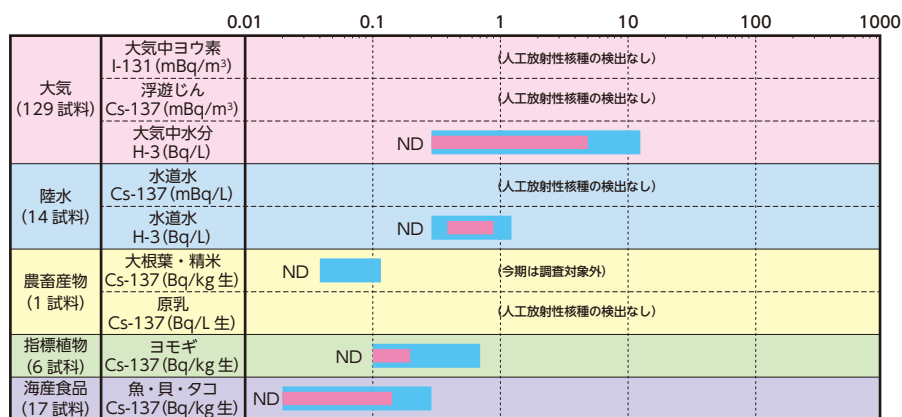 0.01 0.1 1 10 100 1000
大気
(129 試料)
大気中ヨウ素
I-131(mBq/m³)
(人工放射性核種の検出なし)
浮遊じん
Cs-137(mBq/m³)
(人工放射性核種の検出なし)
大気中水分
H-3(Bq/L)
ND
陸水
(14 試料)
水道水
Cs-137(mBq/L)
(人工放射性核種の検出なし)
水道水
H-3(Bq/L)
ND
農畜産物
(1 試料)
大根葉・精米
Cs-137(Bq/kg 生)
ND
(今期は調査対象外)
原乳
Cs-137(Bq/L 生)
(人工放射性核種の検出なし)
指標植物
(6 試科)
ヨモギ
Cs-137(Bq/kg 生)
ND
海産食品
(17 試料)
魚・貝・タコ
Cs-137(Bq/kg 生)
ND